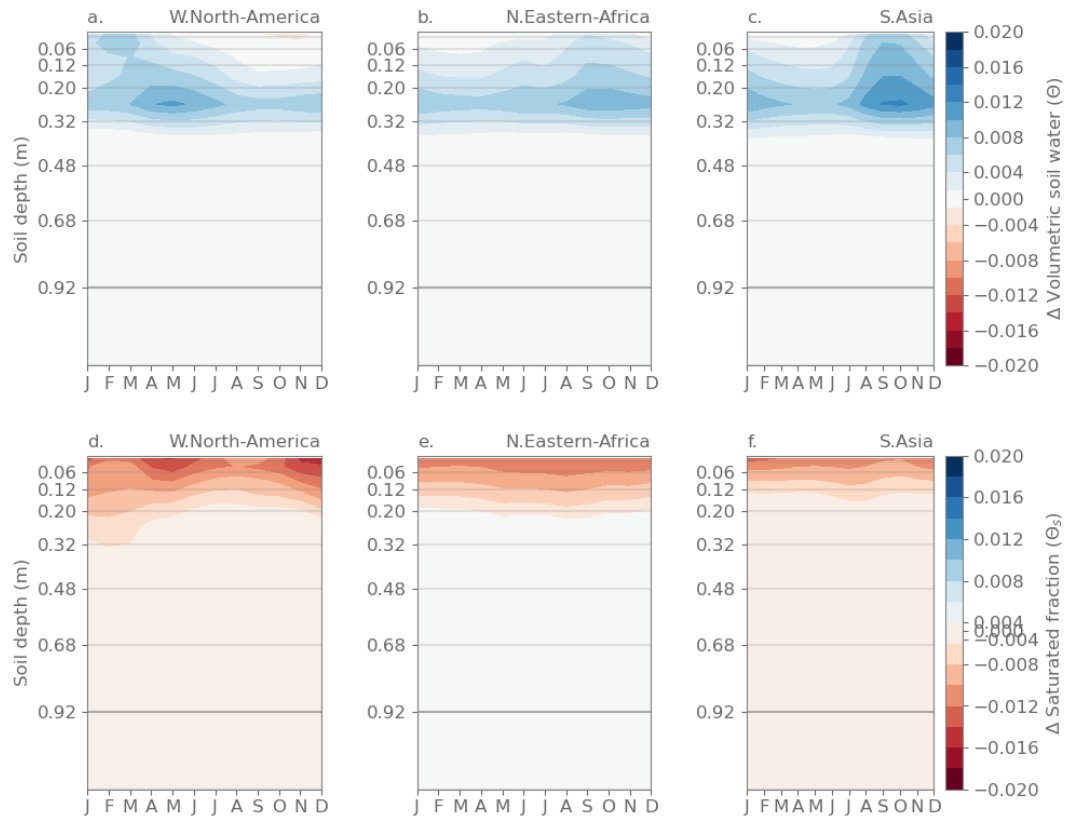 a. W.North-America
b. N.Eastern-Africa
c. S.Asia
0.06
0.12
0.20
0.32
0.48
0.68
0.92
Soil depth (m)
J F M A M J J A S O N D
J F M A M J J A S O N D
J F M A M J J A S O N D
0.020
0.016
0.012
0.008
0.004
0.000
−0.004
−0.008
−0.012
−0.016
−0.020
Δ Volumetric soil water (Θ)
d. W.North-America
e. N.Eastern-Africa
f. S.Asia
0.06
0.12
0.20
0.32
0.48
0.68
0.92
Soil depth (m)
J F M A M J J A S O N D
J F M A M J J A S O N D
J F M A M J J A S O N D
0.020
0.016
0.012
0.008
0.004
0.000
−0.004
−0.008
−0.012
−0.016
−0.020
Δ Saturated fraction (Θₛ)